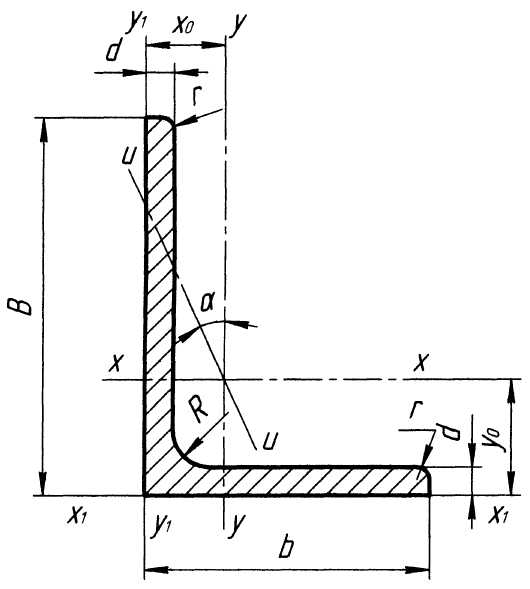 y₁ x₀ y
d
r
u
B
α
x x
r
R d y₀
u
x₁ y₁ y x₁
b